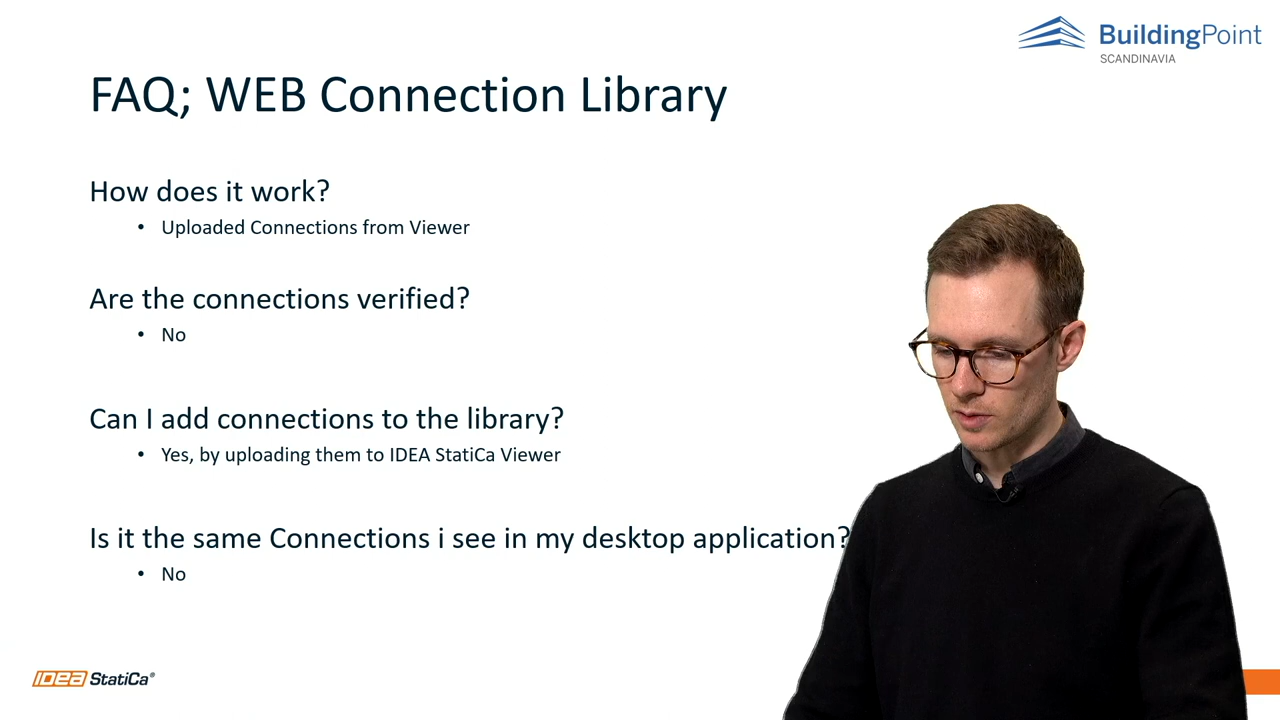 BuildingPoint
SCANDINAVIA
FAQ; WEB Connection Library
How does it work?
• Uploaded Connections from Viewer
Are the connections verified?
• No
Can I add connections to the library?
• Yes, by uploading them to IDEA StatiCa Viewer
Is it the same Connections i see in my desktop application?
• No
IDEA StatiCa®